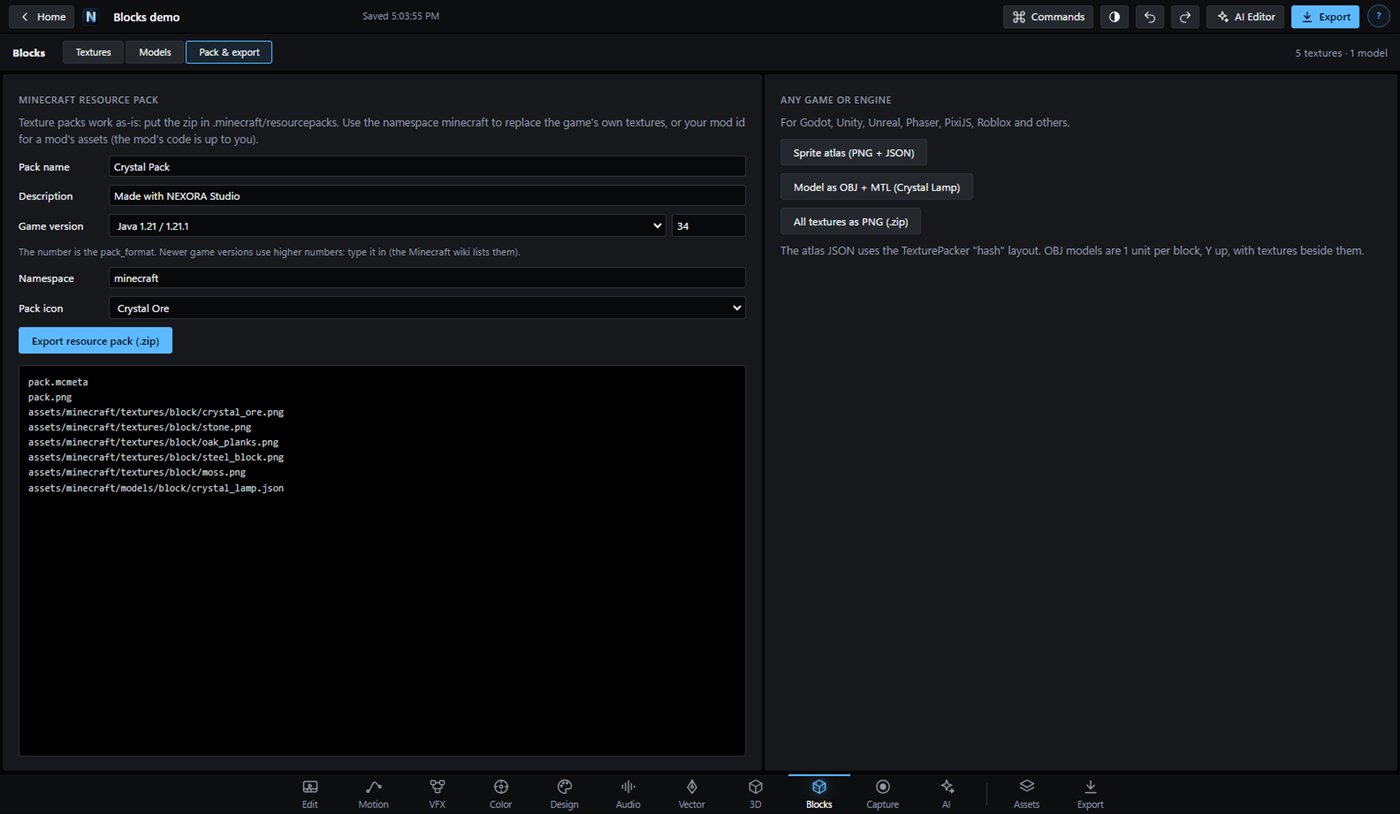 Home
N
Blocks demo
Saved 5:03:55 PM
Commands
AI Editor
Export
?
Blocks
Textures
Models
Pack & export
5 textures · 1 model
MINECRAFT RESOURCE PACK
Texture packs work as-is: put the zip in .minecraft/resourcepacks. Use the namespace minecraft to replace the game's own textures, or your mod id
for a mod's assets (the mod's code is up to you).
Pack name
Crystal Pack
Description
Made with NEXORA Studio
Game version
Java 1.21 / 1.21.1
34
The number is the pack_format. Newer game versions use higher numbers: type it in (the Minecraft wiki lists them).
Namespace
minecraft
Pack icon
Crystal Ore
Export resource pack (.zip)
pack.mcmeta
pack.png
assets/minecraft/textures/block/crystal_ore.png
assets/minecraft/textures/block/stone.png
assets/minecraft/textures/block/oak_planks.png
assets/minecraft/textures/block/steel_block.png
assets/minecraft/textures/block/moss.png
assets/minecraft/models/block/crystal_lamp.json
ANY GAME OR ENGINE
For Godot, Unity, Unreal, Phaser, PixiJS, Roblox and others.
Sprite atlas (PNG + JSON)
Model as OBJ + MTL (Crystal Lamp)
All textures as PNG (.zip)
The atlas JSON uses the TexturePacker "hash" layout. OBJ models are 1 unit per block, Y up, with textures beside them.
Edit
Motion
VFX
Color
Design
Audio
Vector
3D
Blocks
Capture
AI
Assets
Export